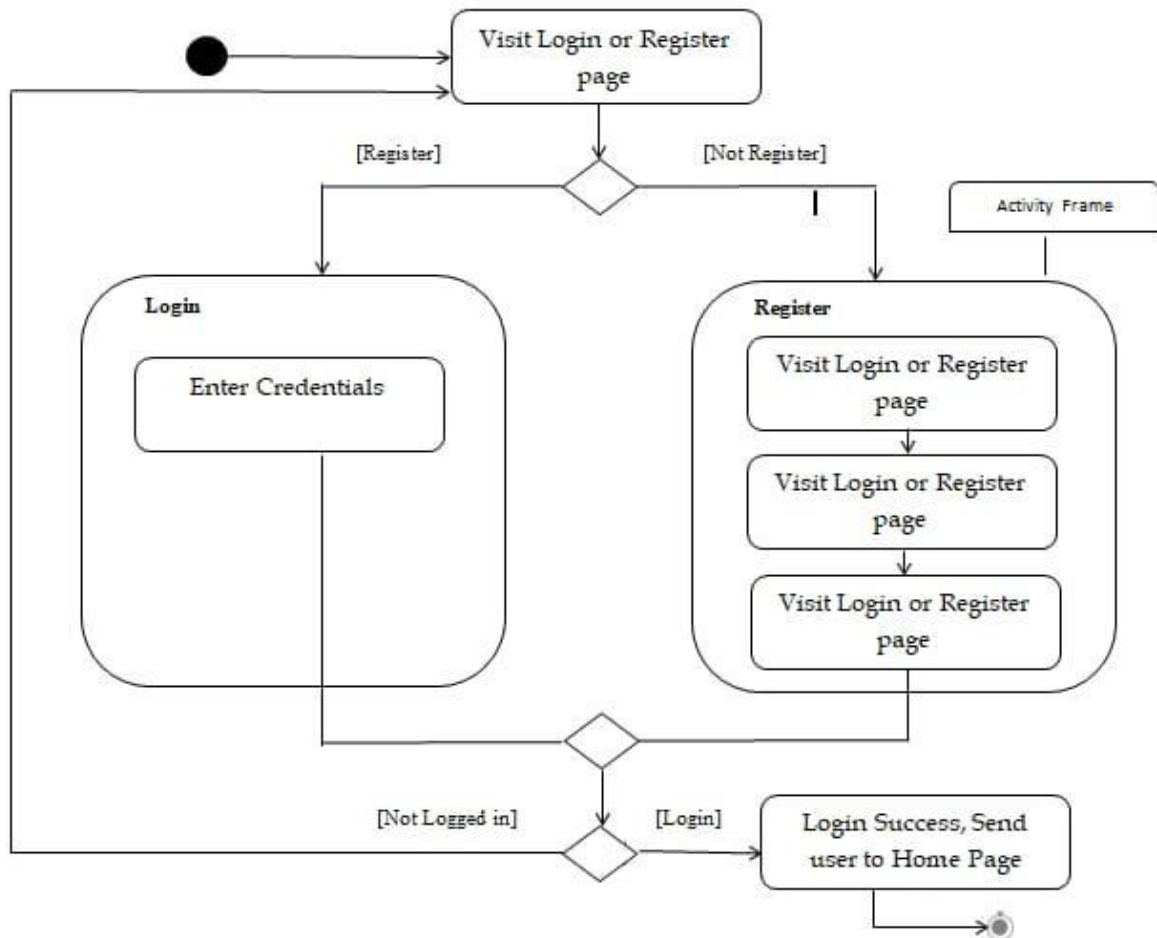 Visit Login or Register
page
[Register]
[Not Register]
Activity Frame
Login
Enter Credentials
Register
Visit Login or Register
page
Visit Login or Register
page
Visit Login or Register
page
[Not Logged in]
[Login]
Login Success, Send
user to Home Page